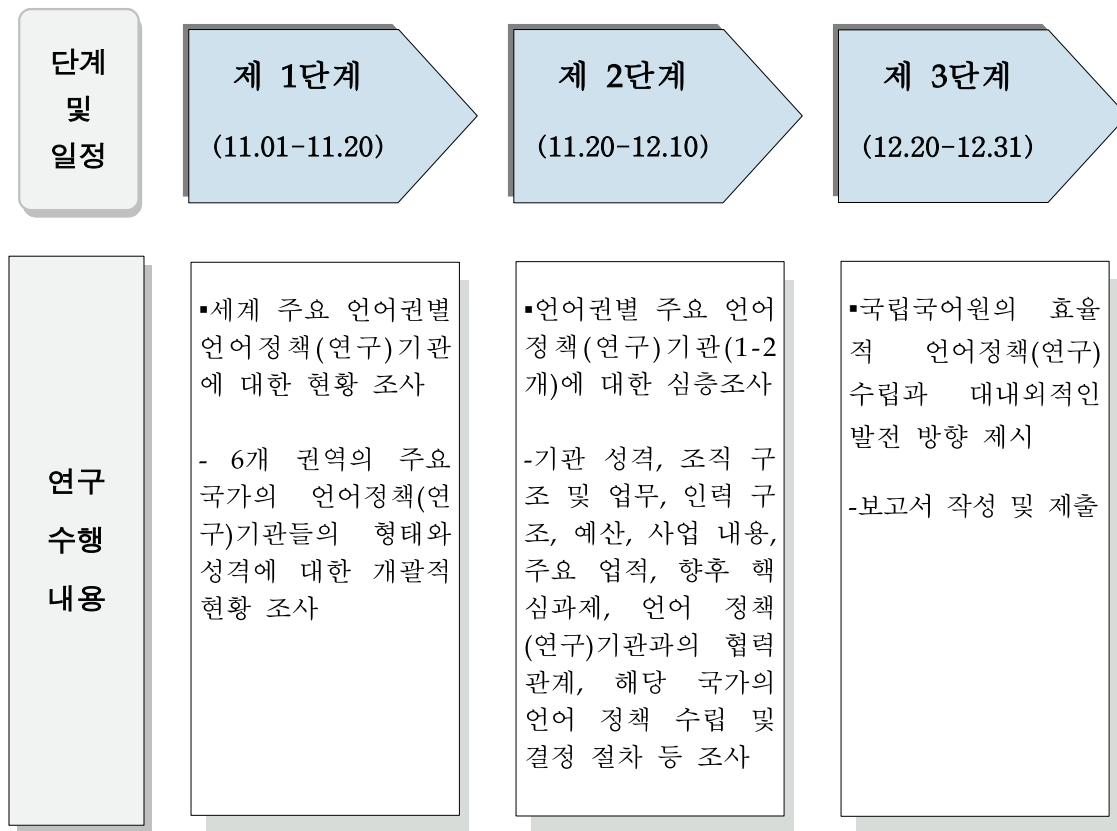 단계
및
일정
제 1단계
(11.01-11.20)
제 2단계
(11.20-12.10)
제 3단계
(12.20-12.31)
연구
수행
내용
▪세계 주요 언어권별
언어정책(연구)기관
에 대한 현황 조사
- 6개 권역의 주요
국가의 언어정책(연
구)기관들의 형태와
성격에 대한 개괄적
현황 조사
▪언어권별 주요 언어
정책(연구)기관(1-2
개)에 대한 심층조사
-기관 성격, 조직 구
조 및 업무, 인력 구
조, 예산, 사업 내용,
주요 업적, 향후 핵
심과제, 언어 정책
(연구)기관과의 협력
관계, 해당 국가의
언어 정책 수립 및
결정 절차 등 조사
▪국립국어원의 효율
적 언어정책(연구)
수립과 대내외적인
발전 방향 제시
-보고서 작성 및 제출